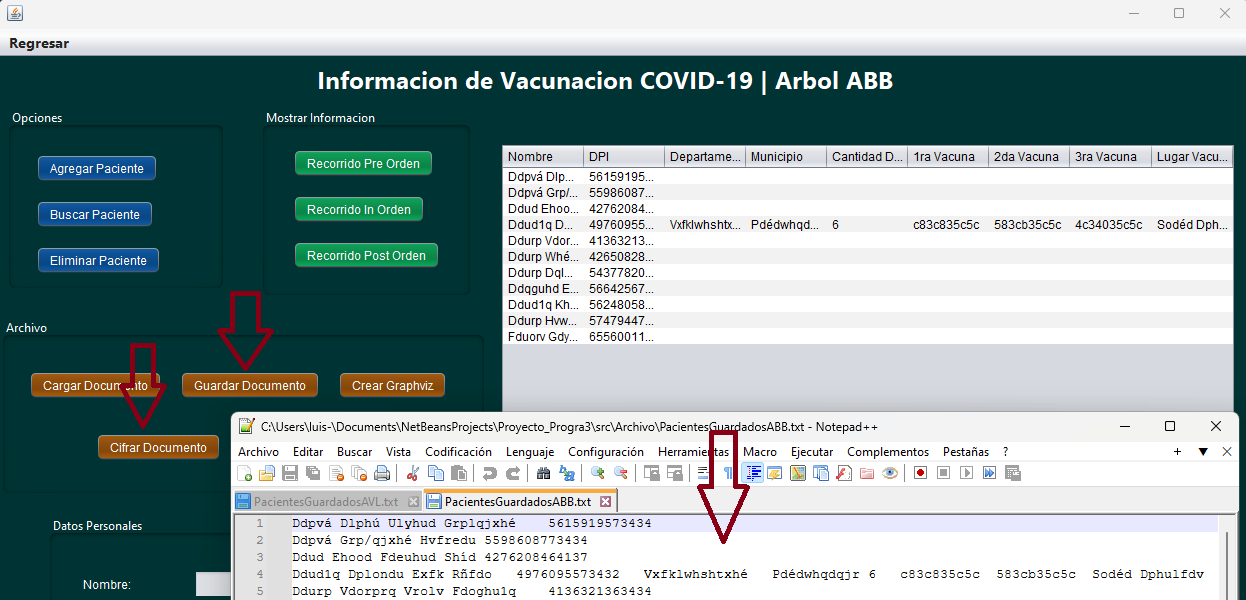 Regresar
Informacion de Vacunacion COVID-19 | Arbol ABB
Opciones
Agregar Paciente
Buscar Paciente
Eliminar Paciente
Mostrar Informacion
Recorrido Pre Orden
Recorrido In Orden
Recorrido Post Orden
Nombre DPI Departame... Municipio Cantidad D... 1ra Vacuna 2da Vacuna 3ra Vacuna Lugar Vacu...
Ddpvá Dlp... 56159195...
Ddpvá Grp/... 55986087...
Ddud Ehoo... 42762084...
Ddud1q D... 49760955... Vxfklwhshtx... Pdédwhqd... 6 c83c835c5c 583cb35c5c 4c34035c5c Sodéd Dph...
Ddurp Vdor... 41363213...
Ddurp Whé... 42650828...
Ddurp Dql... 54377820...
Ddqguhd E... 56642567...
Ddud1q Kh... 56248058...
Ddurp Hvw... 57479447...
Fduorv Gdy... 65560011...
Archivo
Cargar Documento
Guardar Documento
Crear Graphviz
Cifrar Documento
Datos Personales
Nombre:
C:\Users\luis-\Documents\NetBeansProjects\Proyecto_Progra3\src\Archivo\PacientesGuardadosABB.txt - Notepad++
Archivo Editar Buscar Vista Codificación Lenguaje Configuración Herramientas Macro Ejecutar Complementos Pestañas ?
PacientesGuardadosAVL.txt PacientesGuardadosABB.txt
1 Ddpvá Dlphú Ulyhud Grplqjxhé 5615919573434
2 Ddpvá Grp/qjxhé Hvfredu 5598608773434
3 Ddud Ehood Fdeuhud Shíd 4276208464137
4 Ddud1q Dplondu Exfk Rñfdo 4976095573432 Vxfklwhshtxhé Pdédwhqdqjr 6 c83c835c5c 583cb35c5c Sodéd Dphulfdv
5 Ddurp Vdorprq Vrolv Fdoghu1q 4136321363434